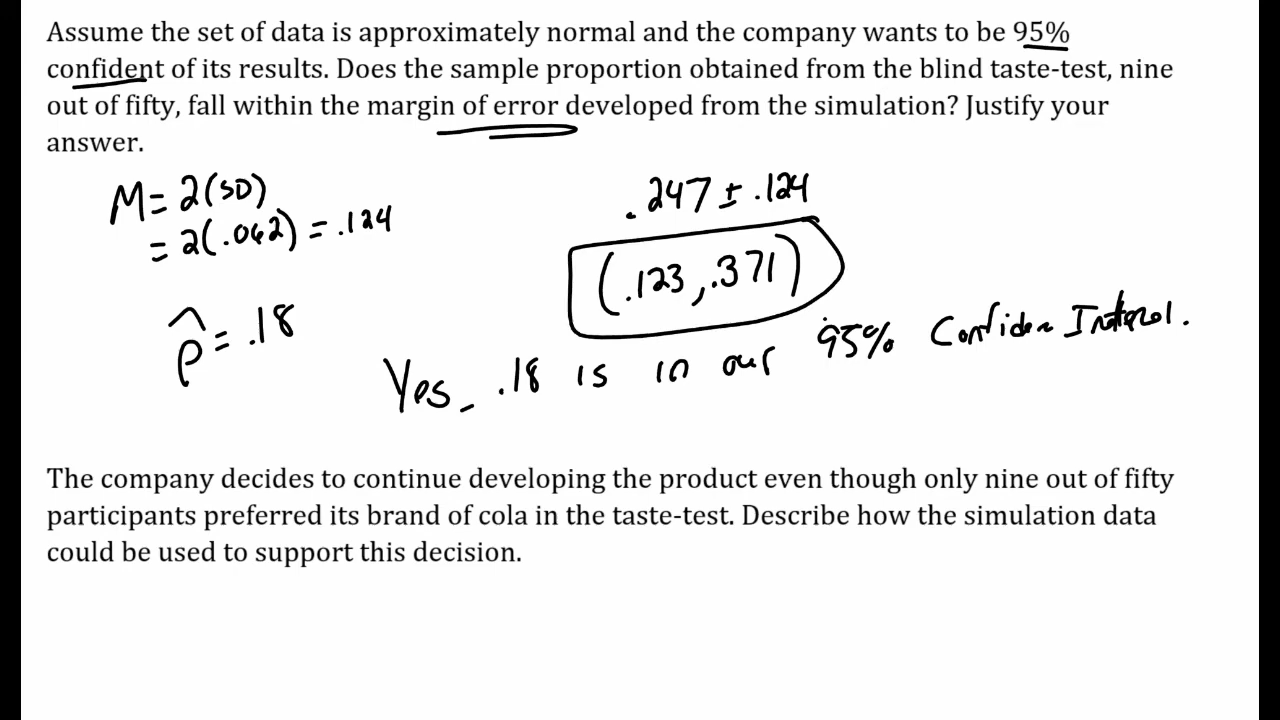 Assume the set of data is approximately normal and the company wants to be 95%
confident of its results. Does the sample proportion obtained from the blind taste-test, nine
out of fifty, fall within the margin of error developed from the simulation? Justify your
answer.
M = 2(SD)
= 2(.062) = .124
.247 ± .124
(.123, .371)
p̂ = .18
Yes .18 is in our 95%
The company decides to continue developing the product even though only nine out of fifty
participants preferred its brand of cola in the taste-test. Describe how the simulation data
could be used to support this decision.